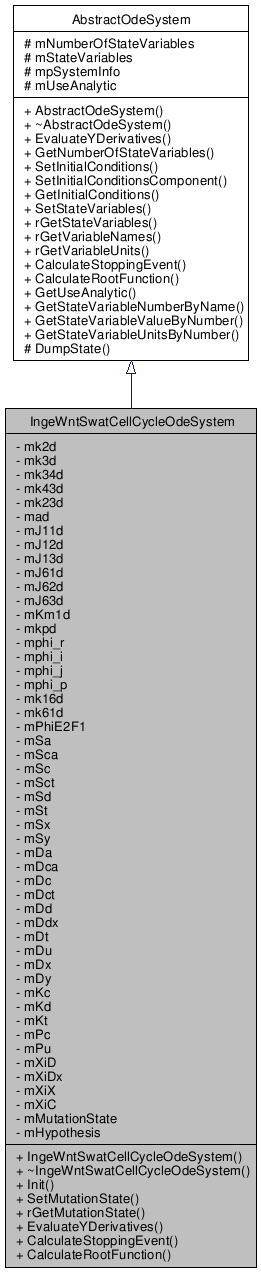 AbstractOdeSystem
# mNumberOfStateVariables
# mStateVariables
# mpSystemInfo
# mUseAnalytic
+ AbstractOdeSystem()
+ ~AbstractOdeSystem()
+ EvaluateYDerivatives()
+ GetNumberOfStateVariables()
+ SetInitialConditions()
+ SetInitialConditionsComponent()
+ GetInitialConditions()
+ SetStateVariables()
+ rGetStateVariables()
+ rGetVariableNames()
+ rGetVariableUnits()
+ CalculateStoppingEvent()
+ CalculateRootFunction()
+ GetUseAnalytic()
+ GetStateVariableNumberByName()
+ GetStateVariableValueByNumber()
+ GetStateVariableUnitsByNumber()
# DumpState()
IngeWntSwatCellCycleOdeSystem
- mk2d
- mk3d
- mk34d
- mk43d
- mk23d
- mad
- mJ11d
- mJ12d
- mJ13d
- mJ61d
- mJ62d
- mJ63d
- mKm1d
- mkpd
- mphi_r
- mphi_i
- mphi_j
- mphi_p
- mk16d
- mk61d
- mPhiE2F1
- mSa
- mSca
- mSc
- mSct
- mSd
- mSt
- mSx
- mSy
- mDa
- mDca
- mDc
- mDct
- mDd
- mDdx
- mDt
- mDu
- mDx
- mDy
- mKc
- mKd
- mKt
- mPc
- mPu
- mXiD
- mXiDx
- mXiX
- mXiC
- mMutationState
- mHypothesis
+ IngeWntSwatCellCycleOdeSystem()
+ ~IngeWntSwatCellCycleOdeSystem()
+ Init()
+ SetMutationState()
+ rGetMutationState()
+ EvaluateYDerivatives()
+ CalculateStoppingEvent()
+ CalculateRootFunction()